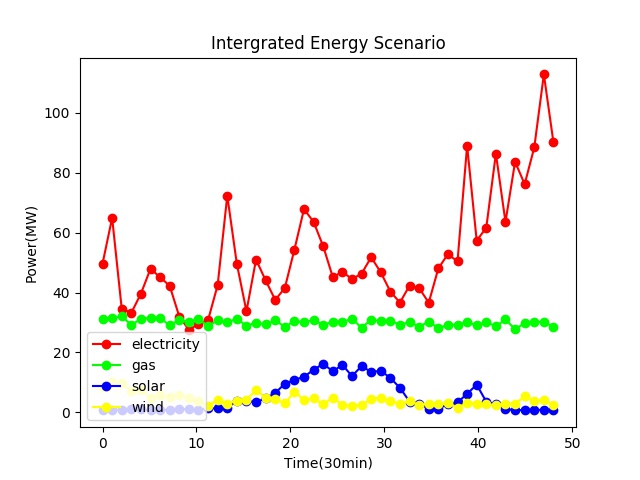 Intergrated Energy Scenario
Power(MW)
100
80
60
40
20
0
electricity
gas
solar
wind
0 10 20 30 40 50
Time(30min)